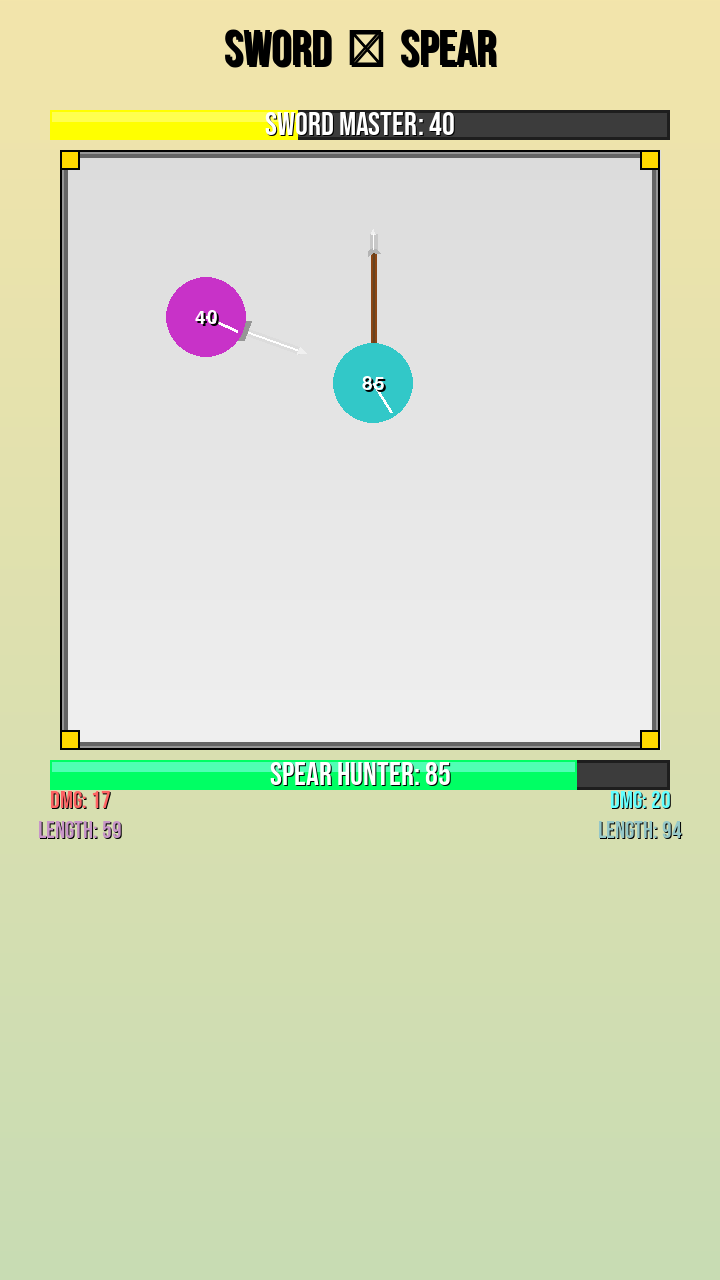 SWORD ☒ SPEAR
SWORD MASTER: 40
40
85
SPEAR HUNTER: 85
DMG: 17
DMG: 20
LENGTH: 59
LENGTH: 94